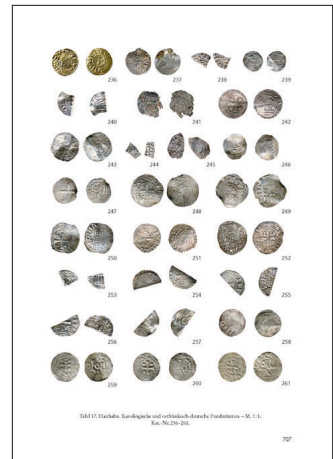 236 237 238 239
240 241 242
243 244 245 246
247 248 249
250 251 252
253 254 255
256 257 258
259 260 261
Tafel 17. Haithabu. Karolingische und ostfränkisch-deutsche Fundmünzen. – M. 1:1.
Kat.-Nr. 236–261.
707